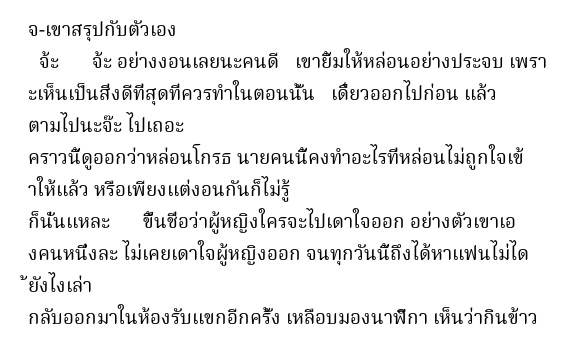 จ-เขาสรุปกับตัวเอง
จ้ะ จ้ะ อย่างงอนเลยนะคนดี เขายิ้มให้หล่อนอย่างประจบ เพรา
ะเห็นเป็นสิ่งดีที่สุดที่ควรทำในตอนนั้น เดี๋ยวออกไปก่อน แล้ว
ตามไปนะจ๊ะ ไปเถอะ
คราวนี้ดูออกว่าหล่อนโกรธ นายคนนี้คงทำอะไรที่หล่อนไม่ถูกใจเข้
าให้แล้ว หรือเพียงแต่งอนกันก็ไม่รู้
ก็นั่นแหละ ขึ้นชื่อว่าผู้หญิงใครจะไปเดาใจออก อย่างตัวเขาเอ
งคนหนึ่งละ ไม่เคยเดาใจผู้หญิงออก จนทุกวันนี้ถึงได้หาแฟนไม่ได
้ยังไงเล่า
กลับออกมาในห้องรับแขกอีกครั้ง เหลือบมองนาฬิกา เห็นว่ากินข้าว